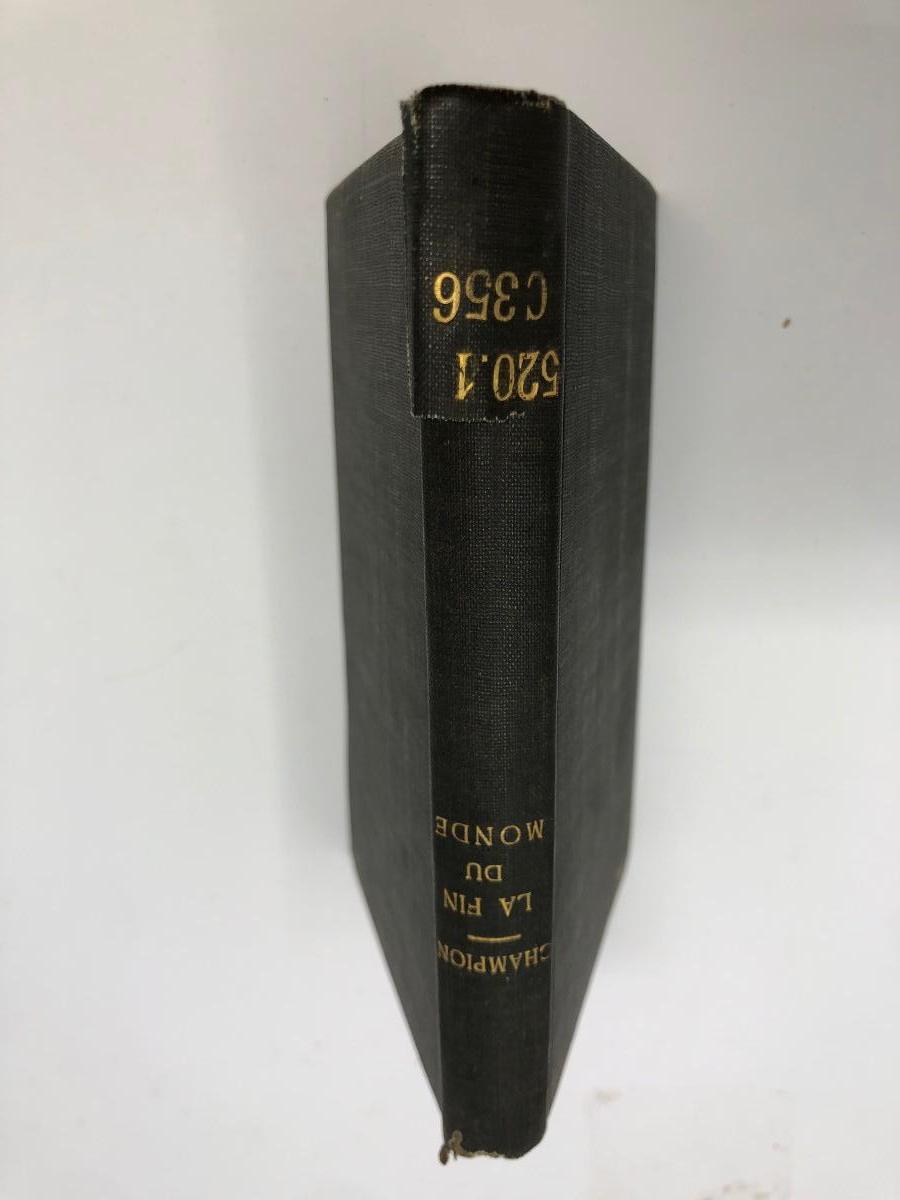 CHAMPION
LA FIN
DU
MONDE
520.1
C356